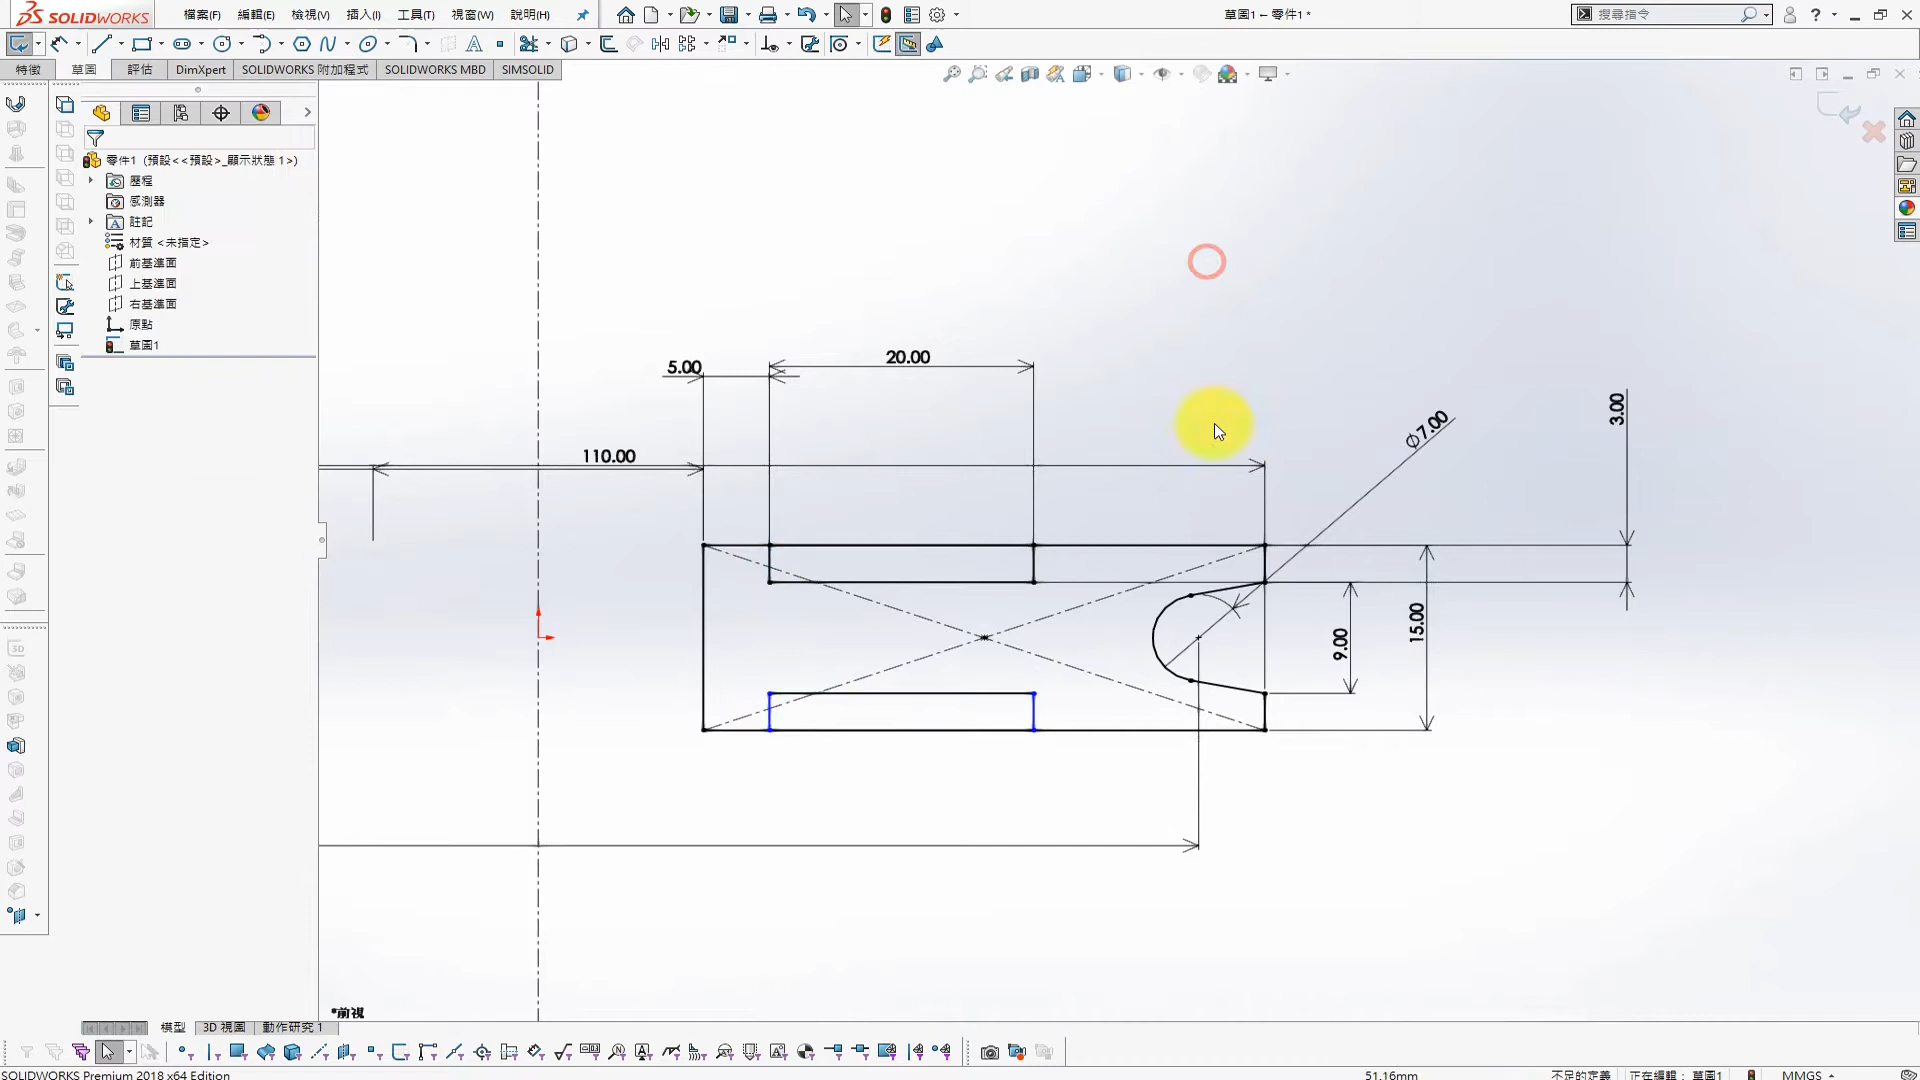 SOLIDWORKS
檔案(F)
編輯(E)
檢視(V)
插入(I)
工具(T)
視窗(W)
說明(H)
草圖1 ← 零件1 *
搜尋指令
特徵
草圖
評估
DimXpert
SOLIDWORKS 附加程式
SOLIDWORKS MBD
SIMSOLID
零件1 (預設<<預設>_顯示狀態 1>)
歷程
感測器
註記
材質 <未指定>
前基準面
上基準面
右基準面
原點
草圖1
5.00
20.00
110.00
∅7.00
3.00
9.00
15.00
*前視
模型
3D 視圖
動作研究 1
SOLIDWORKS Premium 2018 x64 Edition
51.16mm
不足的定義
正在編輯： 草圖1
MMGS